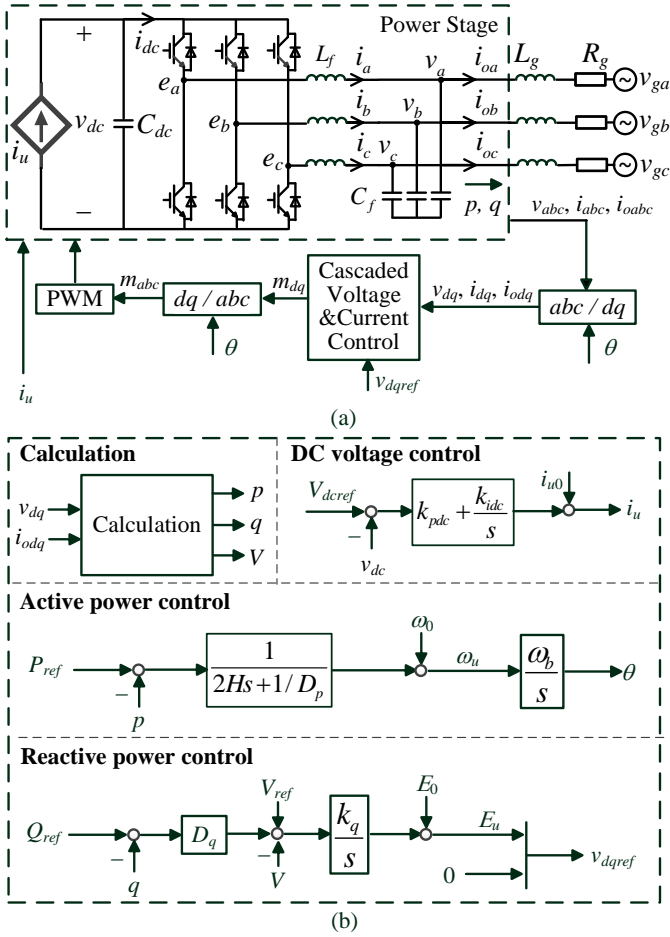 Power Stage
+
i_dc
L_f
i_a
v_a
i_oa
L_g
R_g
v_ga
e_a
v_dc
C_dc
i_u
e_b
i_b
v_b
i_ob
v_gb
e_c
i_c
v_c
i_oc
v_gc
−
C_f
p, q
v_abc, i_abc, i_oabc
PWM
m_abc
dq / abc
m_dq
Cascaded
Voltage
&Current
Control
v_dq, i_dq, i_odq
abc / dq
θ
θ
i_u
v_dqref
(a)
Calculation
v_dq
i_odq
Calculation
p
q
V
DC voltage control
V_dcref
−
v_dc
k_pdc + k_idc / s
i_u0
i_u
Active power control
P_ref
−
p
1 / 2Hs+1/D_p
ω_0
ω_u
ω_b / s
θ
Reactive power control
Q_ref
−
q
D_q
V_ref
−
V
k_q / s
E_0
E_u
0
v_dqref
(b)